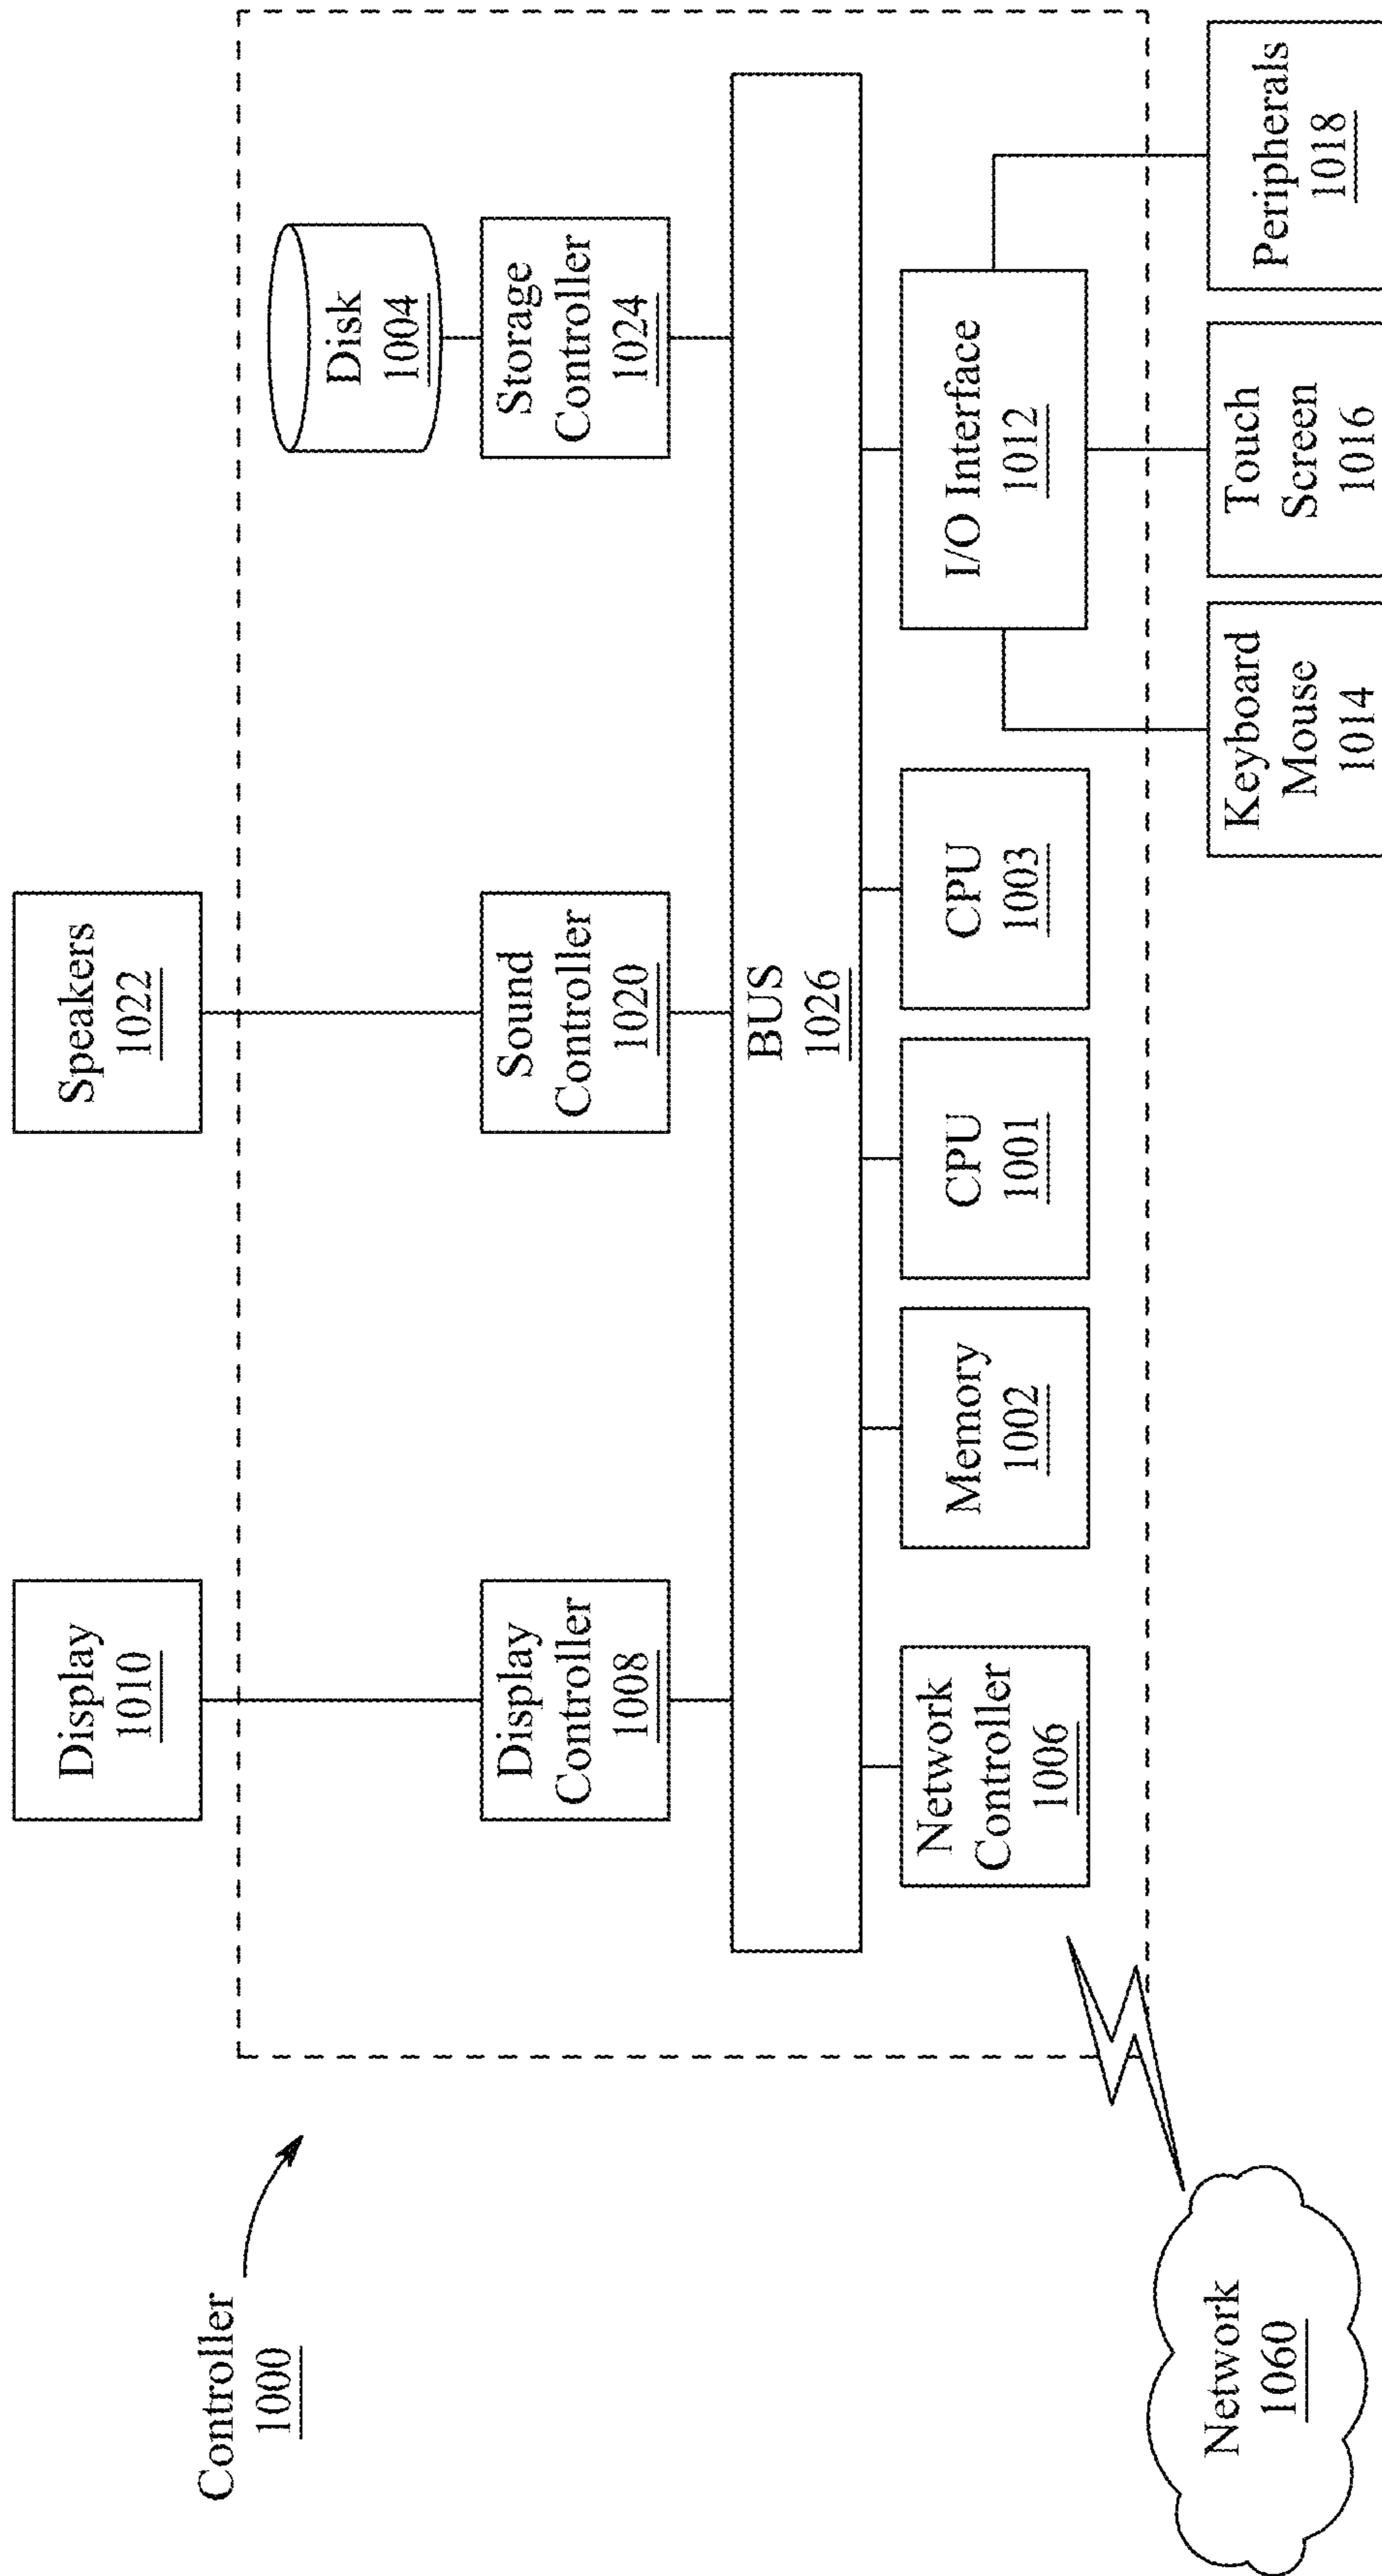 Display
1010
Speakers
1022
Controller
1000
Disk
1004
Display
Controller
1008
Sound
Controller
1020
Storage
Controller
1024
BUS
1026
Network
Controller
1006
Memory
1002
CPU
1001
CPU
1003
I/O Interface
1012
Network
1060
Keyboard
Mouse
1014
Touch
Screen
1016
Peripherals
1018